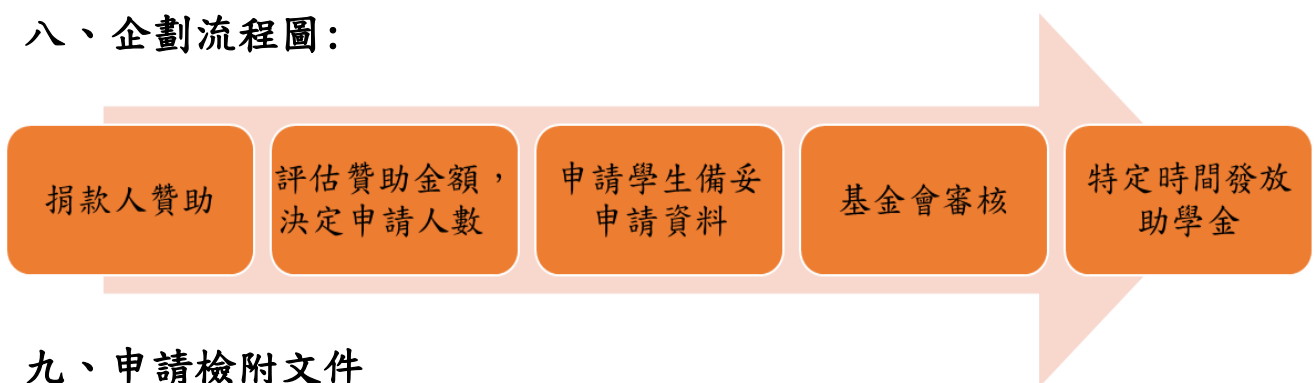 八、企劃流程圖:
捐款人贊助
評估贊助金額，
決定申請人數
申請學生備妥
申請資料
基金會審核
特定時間發放
助學金
九、申請檢附文件